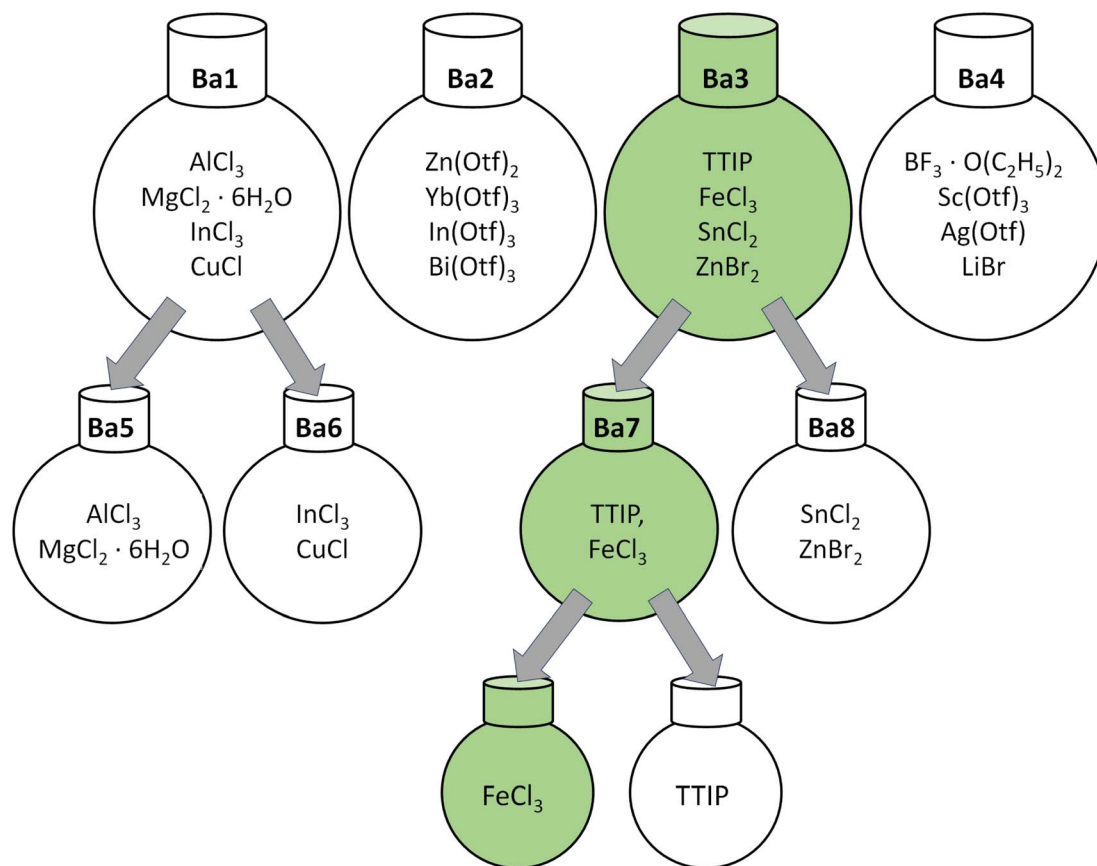 Ba1
AlCl₃
MgCl₂ · 6H₂O
InCl₃
CuCl
Ba2
Zn(Otf)₂
Yb(Otf)₃
In(Otf)₃
Bi(Otf)₃
Ba3
TTIP
FeCl₃
SnCl₂
ZnBr₂
Ba4
BF₃ · O(C₂H₅)₂
Sc(Otf)₃
Ag(Otf)
LiBr
Ba5
AlCl₃
MgCl₂ · 6H₂O
Ba6
InCl₃
CuCl
Ba7
TTIP,
FeCl₃
Ba8
SnCl₂
ZnBr₂
FeCl₃
TTIP